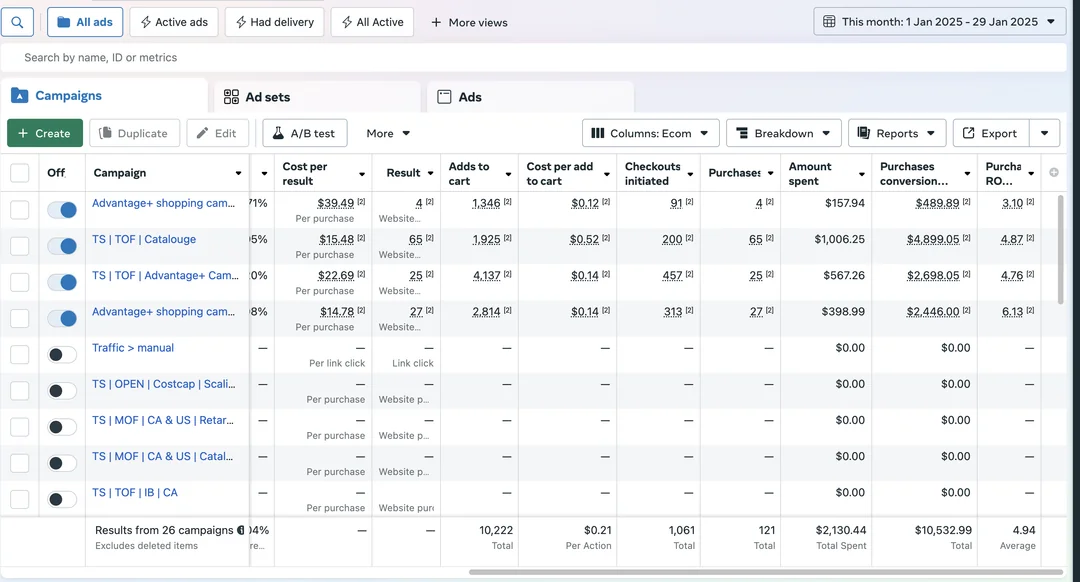 All ads Active ads Had delivery All Active + More views This month: 1 Jan 2025 - 29 Jan 2025
Search by name, ID or metrics
Campaigns Ad sets Ads
+ Create Duplicate Edit A/B test More Columns: Ecom Breakdown Reports Export
Off Campaign Cost per result Result Adds to cart Cost per add to cart Checkouts initiated Purchases Amount spent Purchases conversion... Purcha RO...
Advantage+ shopping cam... 71% $39.49 [2] 4 [2] 1,346 [2] $0.12 [2] 91 [2] 4 [2] $157.94 $489.89 [2] 3.10 [2]
Per purchase Website...
TS | TOF | Catalouge 05% $15.48 [2] 65 [2] 1,925 [2] $0.52 [2] 200 [2] 65 [2] $1,006.25 $4,899.05 [2] 4.87 [2]
Per purchase Website...
TS | TOF | Advantage+ Cam... 0% $22.69 [2] 25 [2] 4,137 [2] $0.14 [2] 457 [2] 25 [2] $567.26 $2,698.05 [2] 4.76 [2]
Per purchase Website...
Advantage+ shopping cam... 8% $14.78 [2] 27 [2] 2,814 [2] $0.14 [2] 313 [2] 27 [2] $398.99 $2,446.00 [2] 6.13 [2]
Per purchase Website...
Traffic > manual — — — — — — — $0.00 $0.00 —
Per link click Link click
TS | OPEN | Costcap | Scali... — — — — — — — $0.00 $0.00 —
Per purchase Website p...
TS | MOF | CA & US | Retar... — — — — — — — $0.00 $0.00 —
Per purchase Website p...
TS | MOF | CA & US | Catal... — — — — — — — $0.00 $0.00 —
Per purchase Website p...
TS | TOF | IB | CA — — — — — — — $0.00 $0.00 —
Per purchase Website purc
Results from 26 campaigns 04% — — 10,222 $0.21 1,061 121 $2,130.44 $10,532.99 4.94
Excludes deleted items re... Total Per Action Total Total Total Spent Total Average